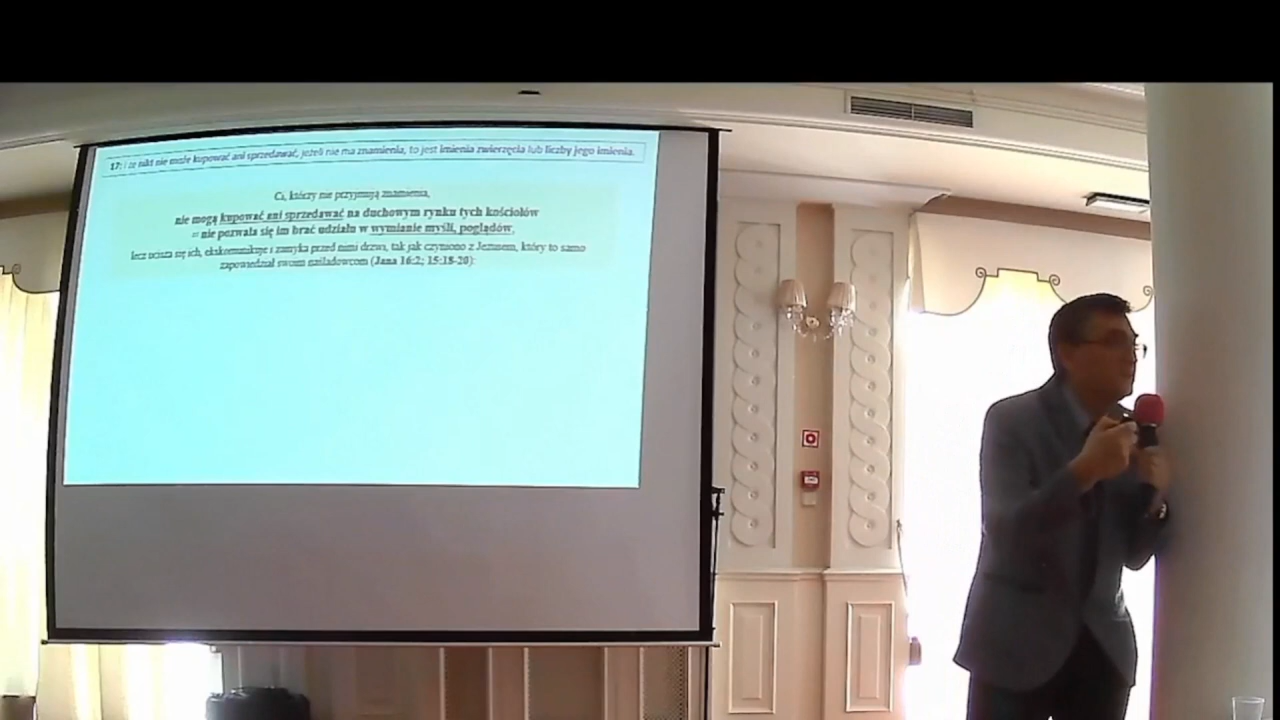 17: i że nikt nie może kupować ani sprzedawać, jeżeli nie ma znamienia, to jest imienia zwierzęcia lub liczby jego imienia.
Ci, którzy nie przyjmują znamienia,
nie mogą kupować ani sprzedawać na duchowym rynku tych kościołów
= nie pozwala się im brać udziału w wymianie myśli, poglądów,
lecz ucisza się ich, ekskomunikuje i zamyka przed nimi drzwi, tak jak czyniono z Jezusem, który to samo
zapowiedział swoim naśladowcom (Jana 16:2; 15:18-20):